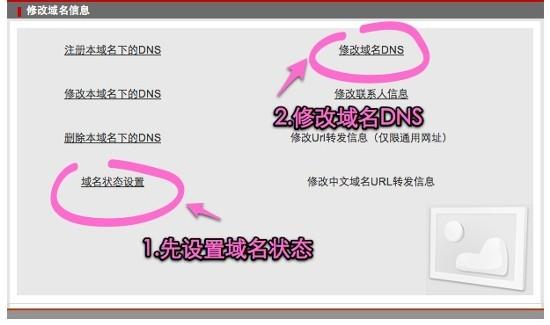 修改域名信息
注册本域名下的DNS
修改域名DNS
修改本域名下的DNS
修改联系人信息
2.修改域名DNS
删除本域名下的DNS
修改Url转发信息（仅限通用网址）
域名状态设置
修改中文域名URL转发信息
1.先设置域名状态